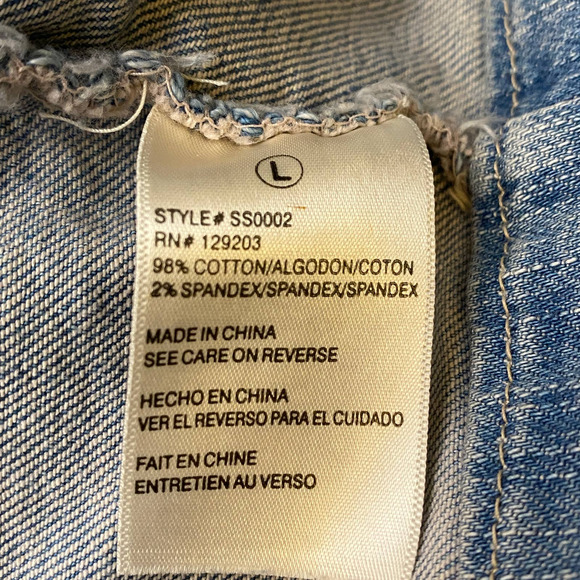 L
STYLE# SS0002
RN# 129203
98% COTTON/ALGODON/COTON
2% SPANDEX/SPANDEX/SPANDEX
MADE IN CHINA
SEE CARE ON REVERSE
HECHO EN CHINA
VER EL REVERSO PARA EL CUIDADO
FAIT EN CHINE
ENTRETIEN AU VERSO